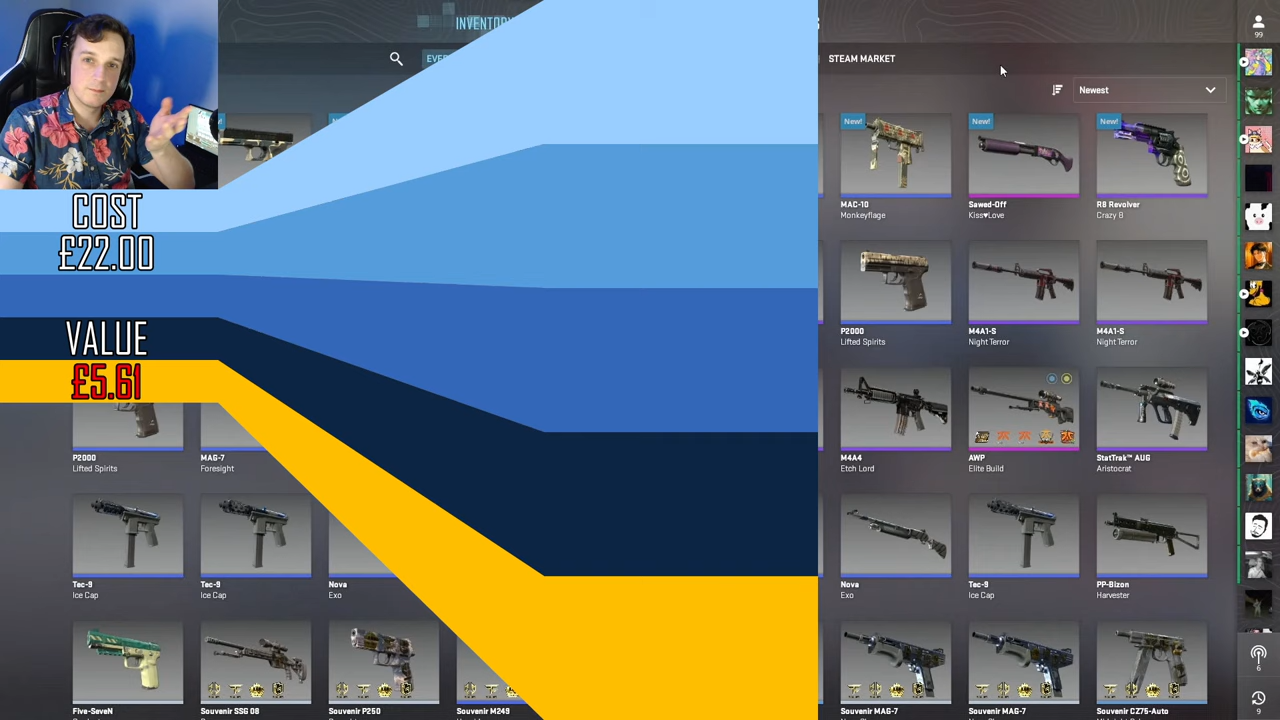 INVENTORY
STEAM MARKET
99
Newest
New!
New!
New!
MAC-10
Monkeyflage
Sawed-Off
Kiss♥Love
R8 Revolver
Crazy 8
COST
£22.00
VALUE
£5.61
P2000
Lifted Spirits
M4A1-S
Night Terror
M4A1-S
Night Terror
P2000
Lifted Spirits
MAG-7
Foresight
M4A4
Etch Lord
AWP
Elite Build
StatTrak™ AUG
Aristocrat
Tec-9
Ice Cap
Tec-9
Ice Cap
Nova
Exo
Nova
Exo
Tec-9
Ice Cap
PP-Bizon
Harvester
6
9
Five-SeveN
Souvenir SSG 08
Souvenir P250
Souvenir M249
Souvenir MAG-7
Souvenir MAG-7
Souvenir CZ75-Auto